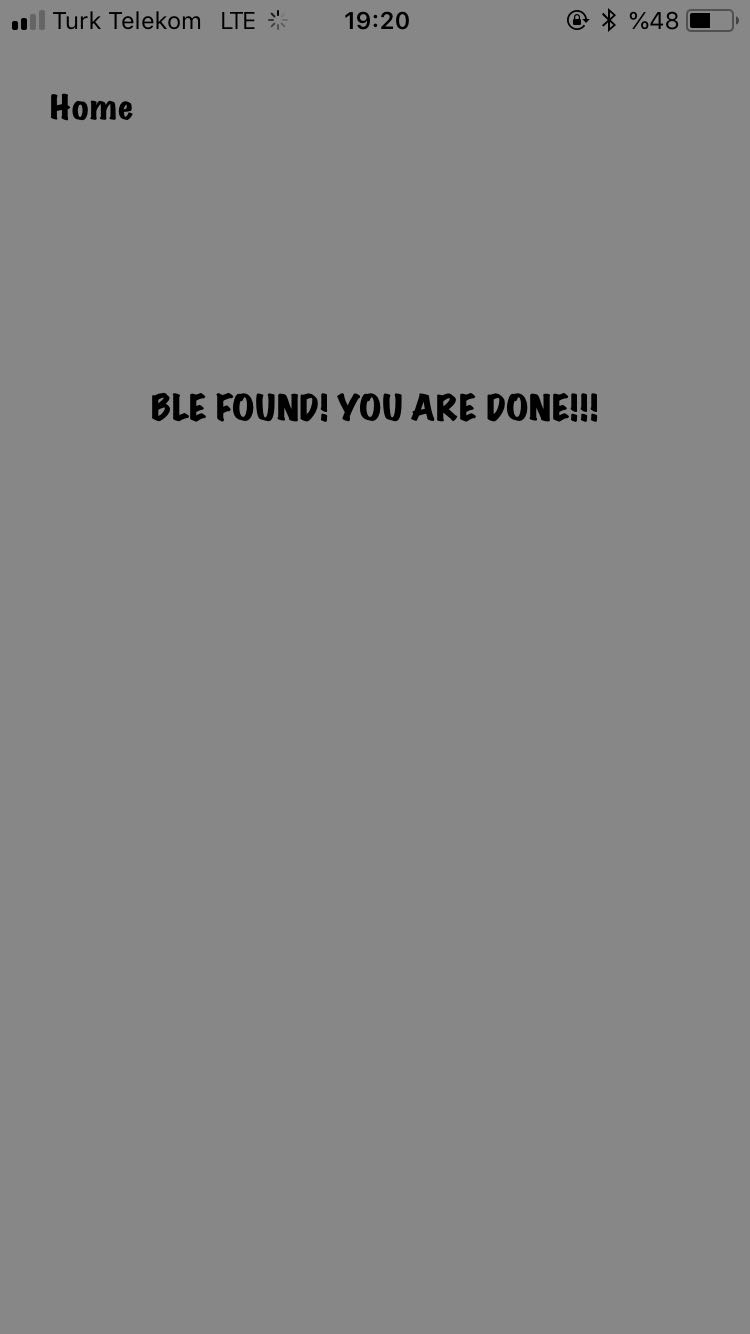 Turk Telekom LTE 19:20 %48
Home
BLE FOUND! YOU ARE DONE!!!